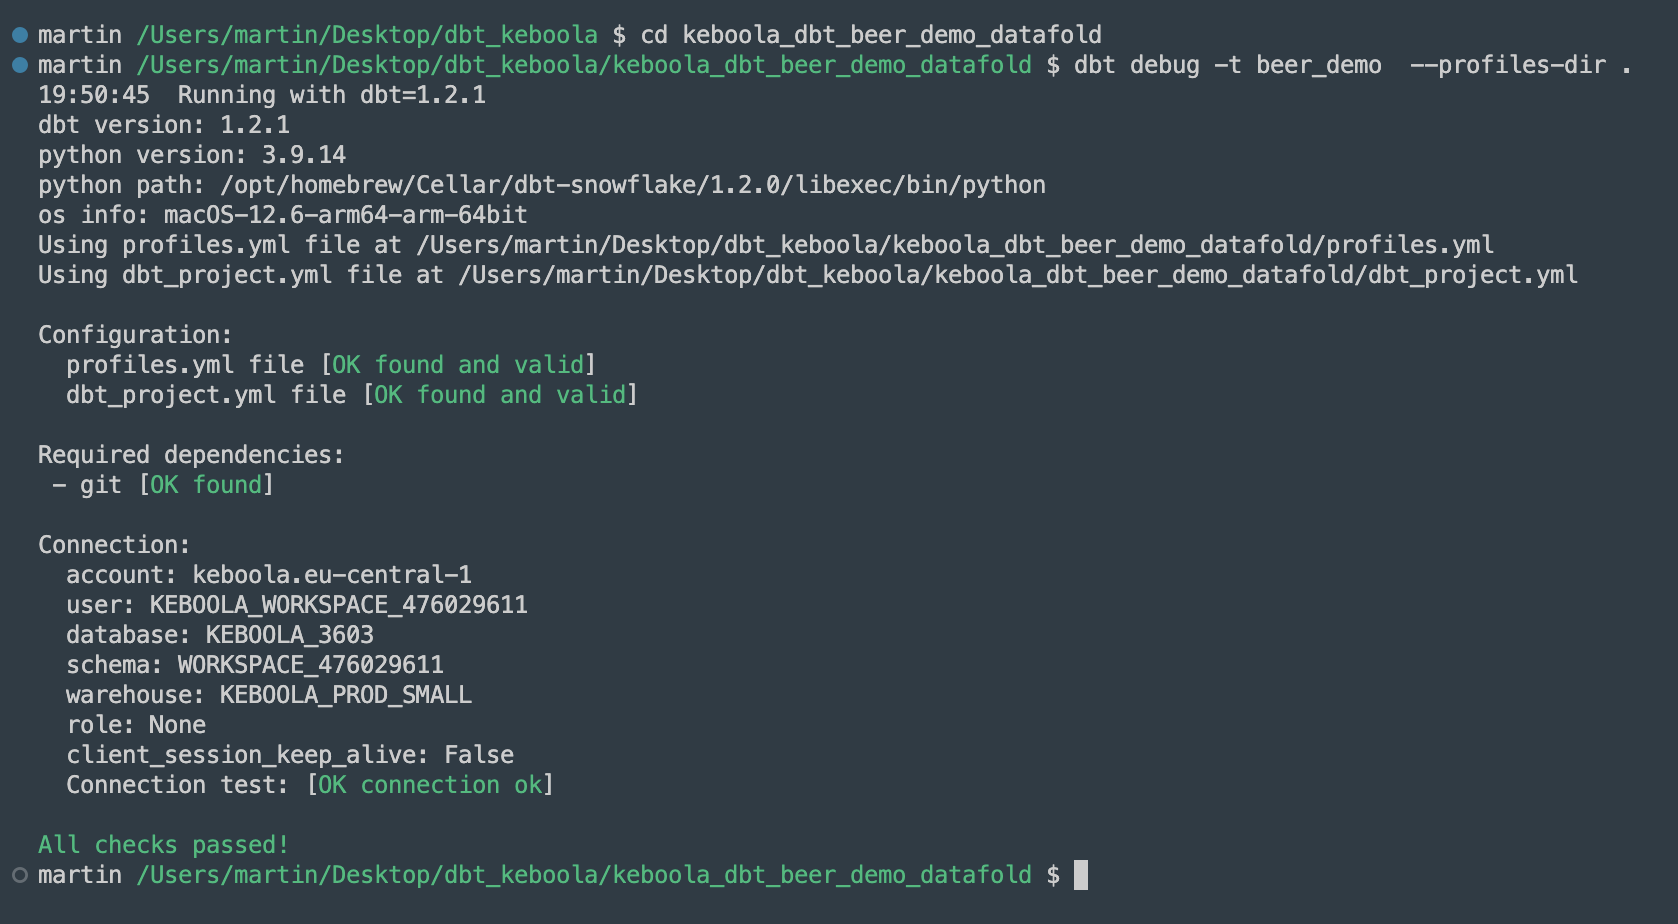 martin /Users/martin/Desktop/dbt_keboola $ cd keboola_dbt_beer_demo_datafold
martin /Users/martin/Desktop/dbt_keboola/keboola_dbt_beer_demo_datafold $ dbt debug -t beer_demo  --profiles-dir .
19:50:45  Running with dbt=1.2.1
dbt version: 1.2.1
python version: 3.9.14
python path: /opt/homebrew/Cellar/dbt-snowflake/1.2.0/libexec/bin/python
os info: macOS-12.6-arm64-arm-64bit
Using profiles.yml file at /Users/martin/Desktop/dbt_keboola/keboola_dbt_beer_demo_datafold/profiles.yml
Using dbt_project.yml file at /Users/martin/Desktop/dbt_keboola/keboola_dbt_beer_demo_datafold/dbt_project.yml
Configuration:
  profiles.yml file [OK found and valid]
  dbt_project.yml file [OK found and valid]
Required dependencies:
 - git [OK found]
Connection:
  account: keboola.eu-central-1
  user: KEBOOLA_WORKSPACE_476029611
  database: KEBOOLA_3603
  schema: WORKSPACE_476029611
  warehouse: KEBOOLA_PROD_SMALL
  role: None
  client_session_keep_alive: False
  Connection test: [OK connection ok]
All checks passed!
martin /Users/martin/Desktop/dbt_keboola/keboola_dbt_beer_demo_datafold $